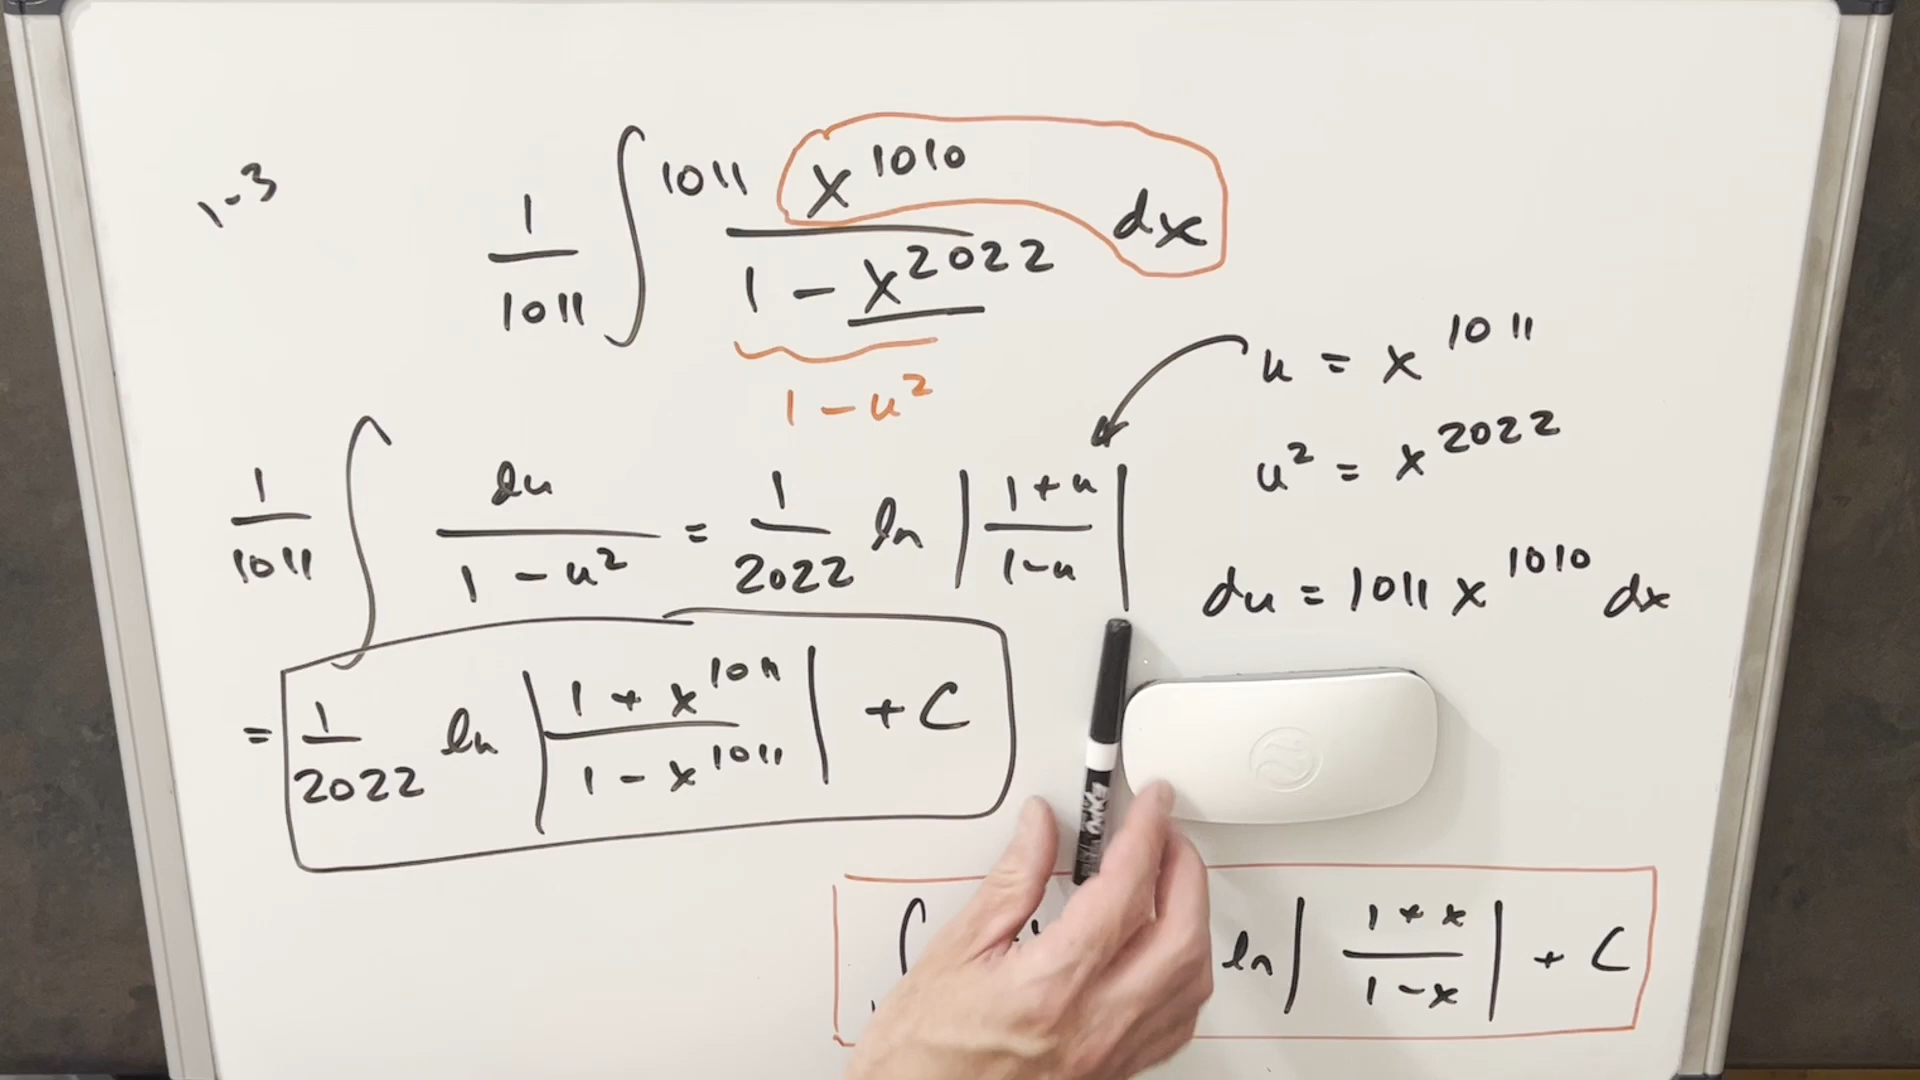 1-3
1/1011 ∫ 1011 x^1010 / (1 - x^2022) dx
1 - u^2
u = x^1011
u^2 = x^2022
du = 1011 x^1010 dx
1/1011 ∫ du / (1 - u^2) = 1/2022 ln |(1+u)/(1-u)|
= 1/2022 ln |(1 + x^1011)/(1 - x^1011)| + C
EXPO
∫ ln |(1+x)/(1-x)| + C